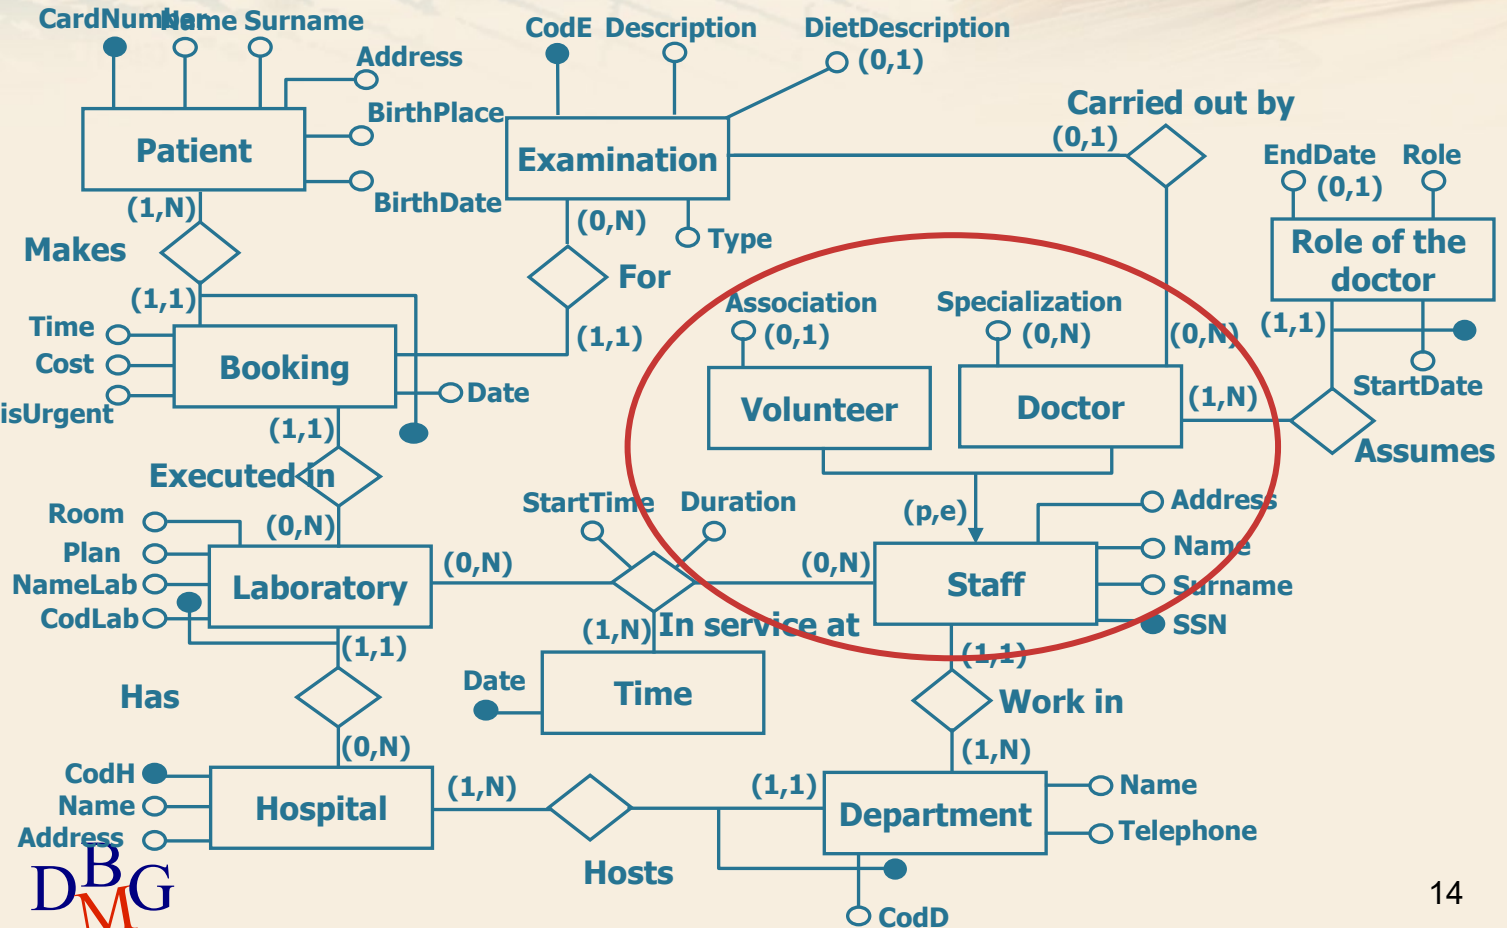 CardNumber Name Surname
Address
BirthPlace
BirthDate
Patient
(1,N)
Makes
(1,1)
CodE Description DietDescription
(0,1)
Examination
(0,N)
Type
For
(1,1)
Carried out by
(0,1)
(0,N)
EndDate Role
(0,1)
Role of the
doctor
(1,1)
StartDate
(1,N)
Assumes
Time
Cost
isUrgent
Booking
Date
(1,1)
Executed in
(0,N)
Association
(0,1)
Volunteer
Specialization
(0,N)
Doctor
(p,e)
Address
Name
Surname
SSN
Staff
Room
Plan
NameLab
CodLab
Laboratory
(0,N)
StartTime Duration
(0,N)
In service at
(1,N)
Date
Time
(1,1)
Has
(0,N)
(1,1)
Work in
(1,N)
CodH
Name
Address
Hospital
(1,N)
Hosts
(1,1)
Department
Name
Telephone
CodD
DBMG
14